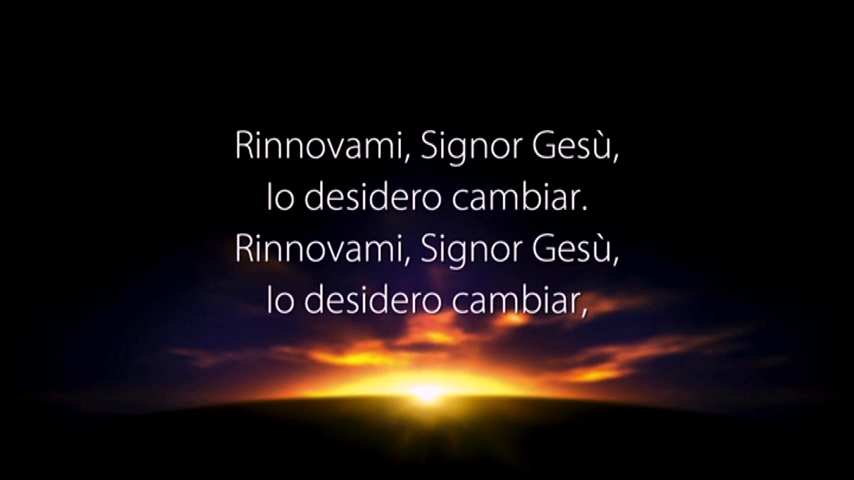 Rinnovami, Signor Gesù,
Io desidero cambiar.
Rinnovami, Signor Gesù,
Io desidero cambiar,